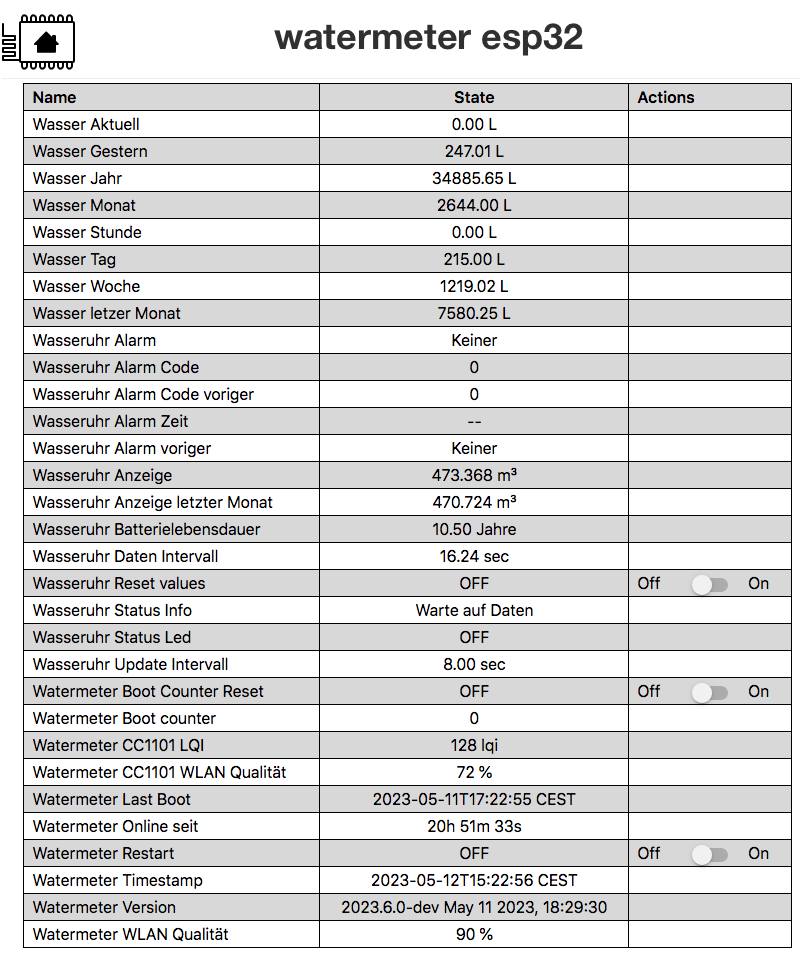 watermeter esp32
Name State Actions
Wasser Aktuell 0.00 L
Wasser Gestern 247.01 L
Wasser Jahr 34885.65 L
Wasser Monat 2644.00 L
Wasser Stunde 0.00 L
Wasser Tag 215.00 L
Wasser Woche 1219.02 L
Wasser letzer Monat 7580.25 L
Wasseruhr Alarm Keiner
Wasseruhr Alarm Code 0
Wasseruhr Alarm Code voriger 0
Wasseruhr Alarm Zeit --
Wasseruhr Alarm voriger Keiner
Wasseruhr Anzeige 473.368 m³
Wasseruhr Anzeige letzter Monat 470.724 m³
Wasseruhr Batterielebensdauer 10.50 Jahre
Wasseruhr Daten Intervall 16.24 sec
Wasseruhr Reset values OFF Off On
Wasseruhr Status Info Warte auf Daten
Wasseruhr Status Led OFF
Wasseruhr Update Intervall 8.00 sec
Watermeter Boot Counter Reset OFF Off On
Watermeter Boot counter 0
Watermeter CC1101 LQI 128 lqi
Watermeter CC1101 WLAN Qualität 72 %
Watermeter Last Boot 2023-05-11T17:22:55 CEST
Watermeter Online seit 20h 51m 33s
Watermeter Restart OFF Off On
Watermeter Timestamp 2023-05-12T15:22:56 CEST
Watermeter Version 2023.6.0-dev May 11 2023, 18:29:30
Watermeter WLAN Qualität 90 %